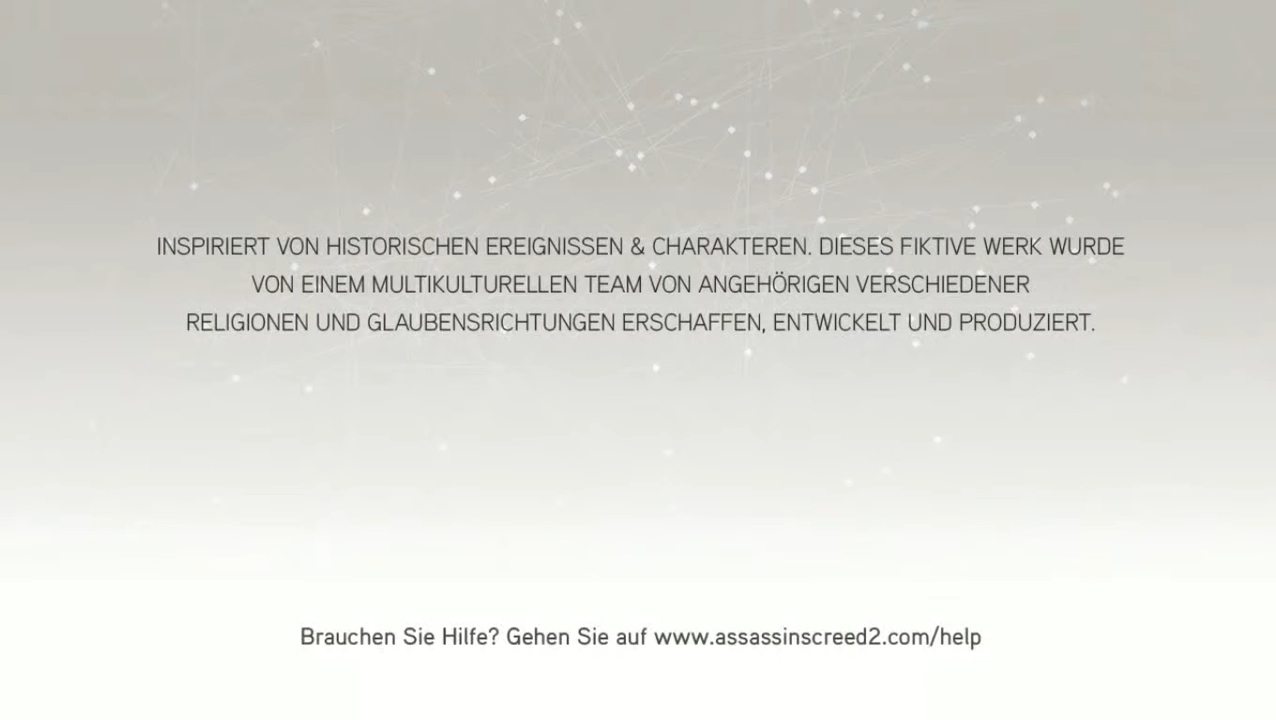 INSPIRIERT VON HISTORISCHEN EREIGNISSEN & CHARAKTEREN. DIESES FIKTIVE WERK WURDE
VON EINEM MULTIKULTURELLEN TEAM VON ANGEHÖRIGEN VERSCHIEDENER
RELIGIONEN UND GLAUBENSRICHTUNGEN ERSCHAFFEN, ENTWICKELT UND PRODUZIERT.
Brauchen Sie Hilfe? Gehen Sie auf www.assassinscreed2.com/help